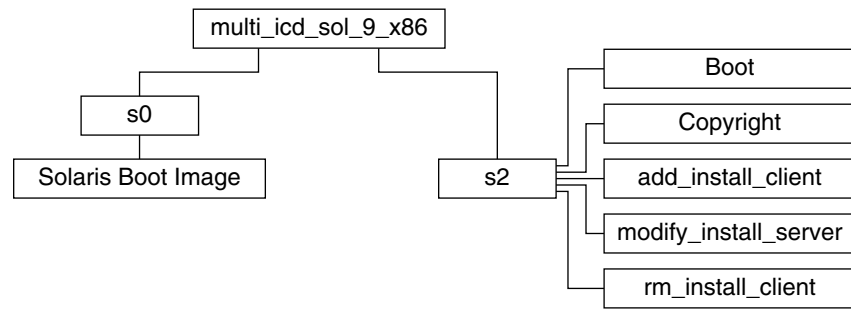 multi_icd_sol_9_x86
s0
Solaris Boot Image
s2
Boot
Copyright
add_install_client
modify_install_server
rm_install_client